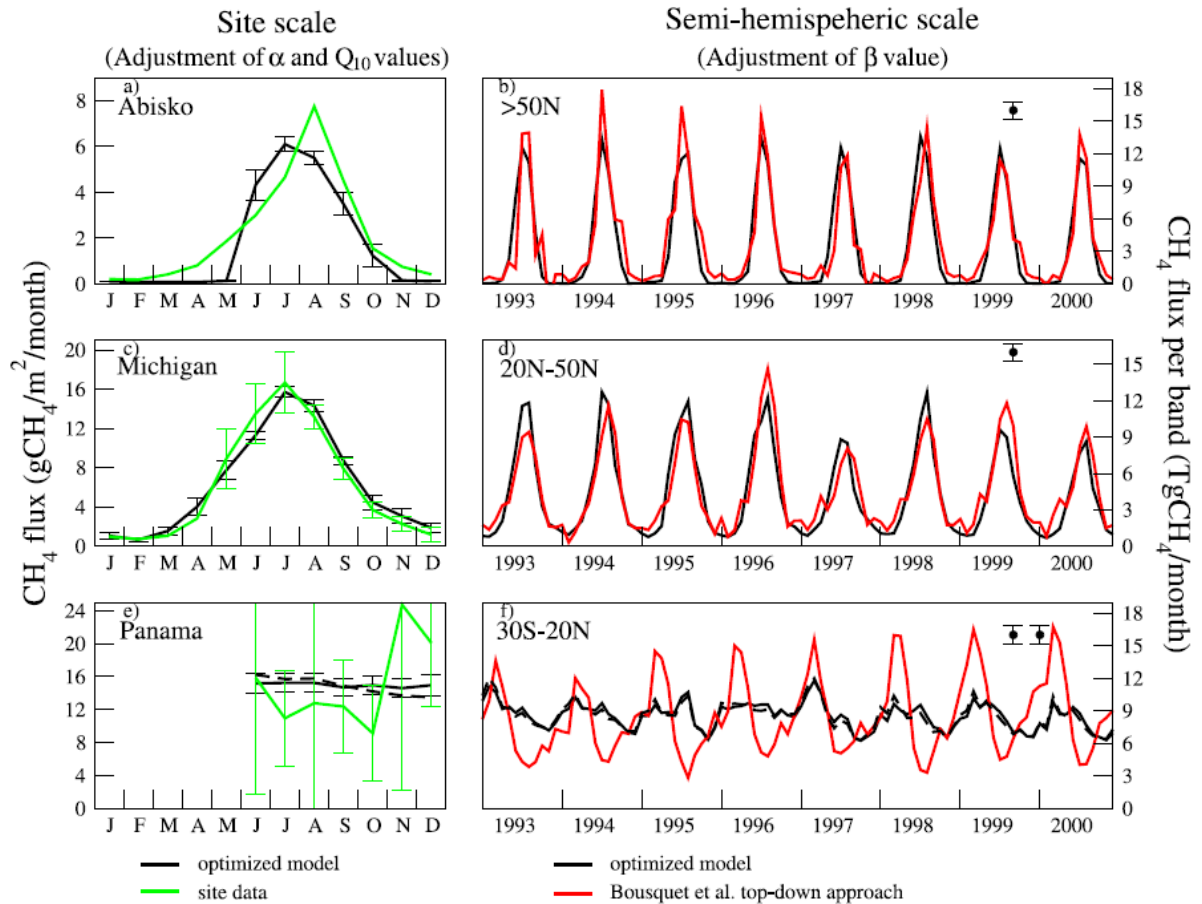 Site scale
(Adjustment of α and Q10 values)
Semi-hemispeheric scale
(Adjustment of β value)
CH4 flux (gCH4/m2/month)
a)
Abisko
8
6
4
2
0
J F M A M J J A S O N D
b)
>50N
18
15
12
9
6
3
0
1993 1994 1995 1996 1997 1998 1999 2000
c)
Michigan
20
16
12
8
4
0
J F M A M J J A S O N D
d)
20N-50N
15
12
9
6
3
0
1993 1994 1995 1996 1997 1998 1999 2000
e)
Panama
24
20
16
12
8
4
0
J F M A M J J A S O N D
f)
30S-20N
18
15
12
9
6
3
0
1993 1994 1995 1996 1997 1998 1999 2000
CH4 flux per band (TgCH4/month)
optimized model
site data
optimized model
Bousquet et al. top-down approach